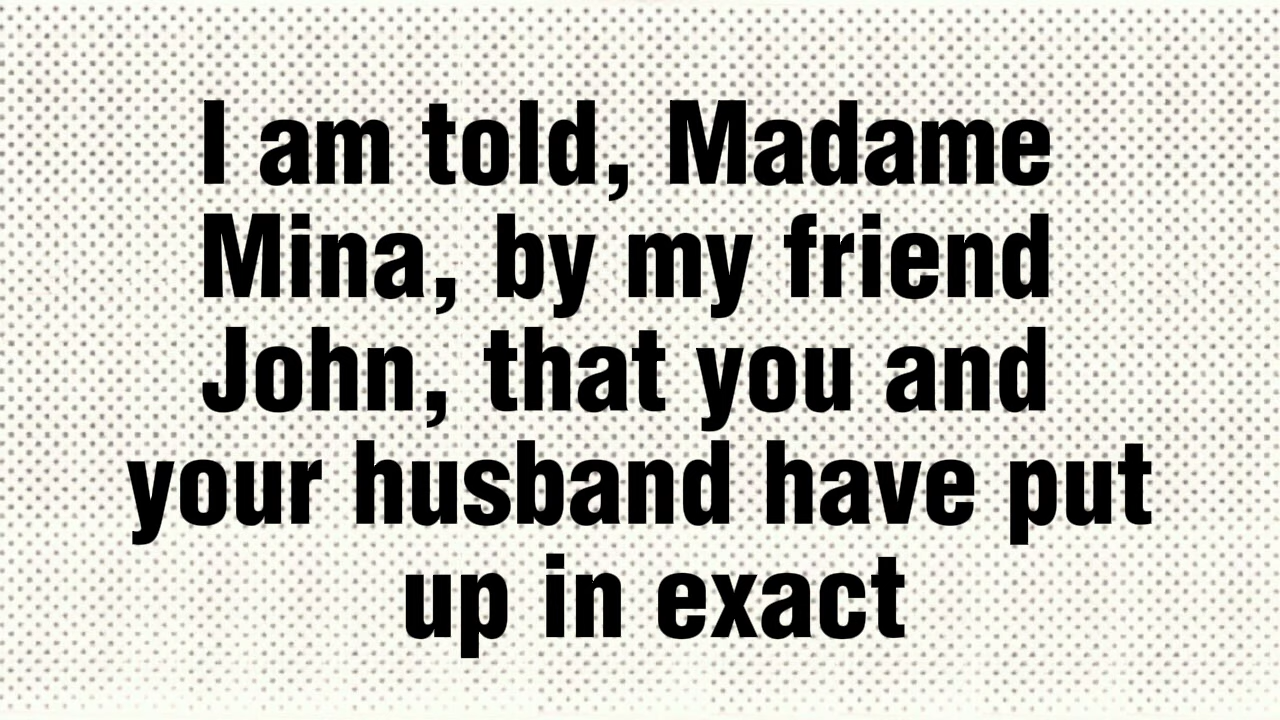 I am told, Madame
Mina, by my friend
John, that you and
your husband have put
up in exact